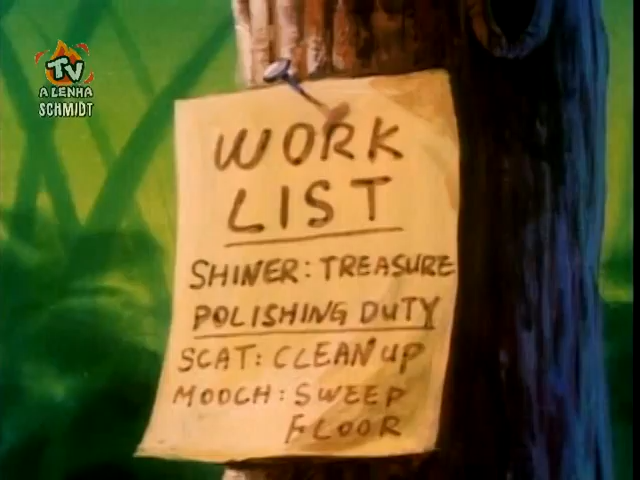 TV
A LENHA
SCHMIDT
WORK
LIST
SHINER: TREASURE
POLISHING DUTY
SCAT: CLEAN UP
MOOCH: SWEEP
FLOOR